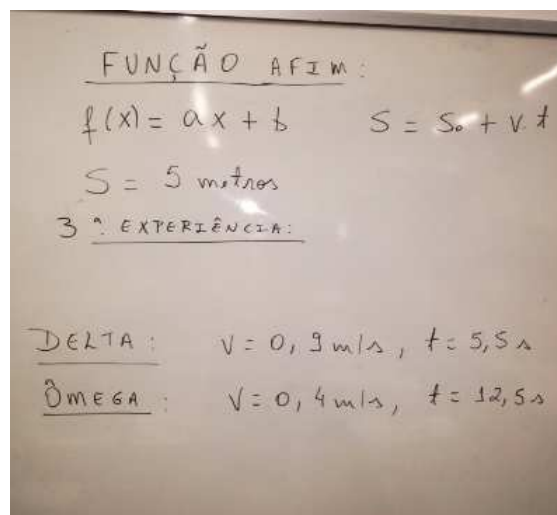 FUNÇÃO AFIM:
f(x) = ax + b S = S₀ + v.t
S = 5 metros
3ª EXPERIÊNCIA:
DELTA: V = 0,9 m/s, t = 5,5 s
ÔMEGA: V = 0,4 m/s, t = 12,5 s